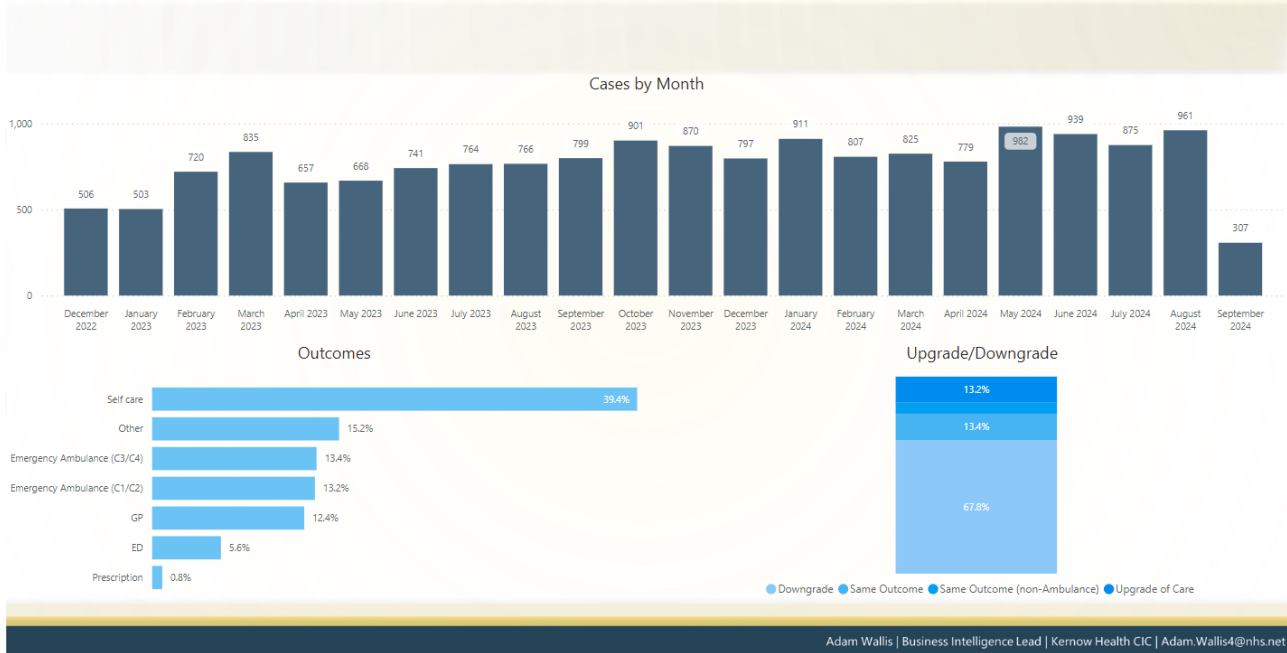 Cases by Month
1,000
500
0
506
503
720
835
657
668
741
764
766
799
901
870
797
911
807
825
779
982
939
875
961
307
December 2022
January 2023
February 2023
March 2023
April 2023
May 2023
June 2023
July 2023
August 2023
September 2023
October 2023
November 2023
December 2023
January 2024
February 2024
March 2024
April 2024
May 2024
June 2024
July 2024
August 2024
September 2024
Outcomes
Self care 39.4%
Other 15.2%
Emergency Ambulance (C3/C4) 13.4%
Emergency Ambulance (C1/C2) 13.2%
GP 12.4%
ED 5.6%
Prescription 0.8%
Upgrade/Downgrade
13.2%
13.4%
67.8%
Downgrade Same Outcome Same Outcome (non-Ambulance) Upgrade of Care
Adam Wallis | Business Intelligence Lead | Kernow Health CIC | Adam.Wallis4@nhs.net